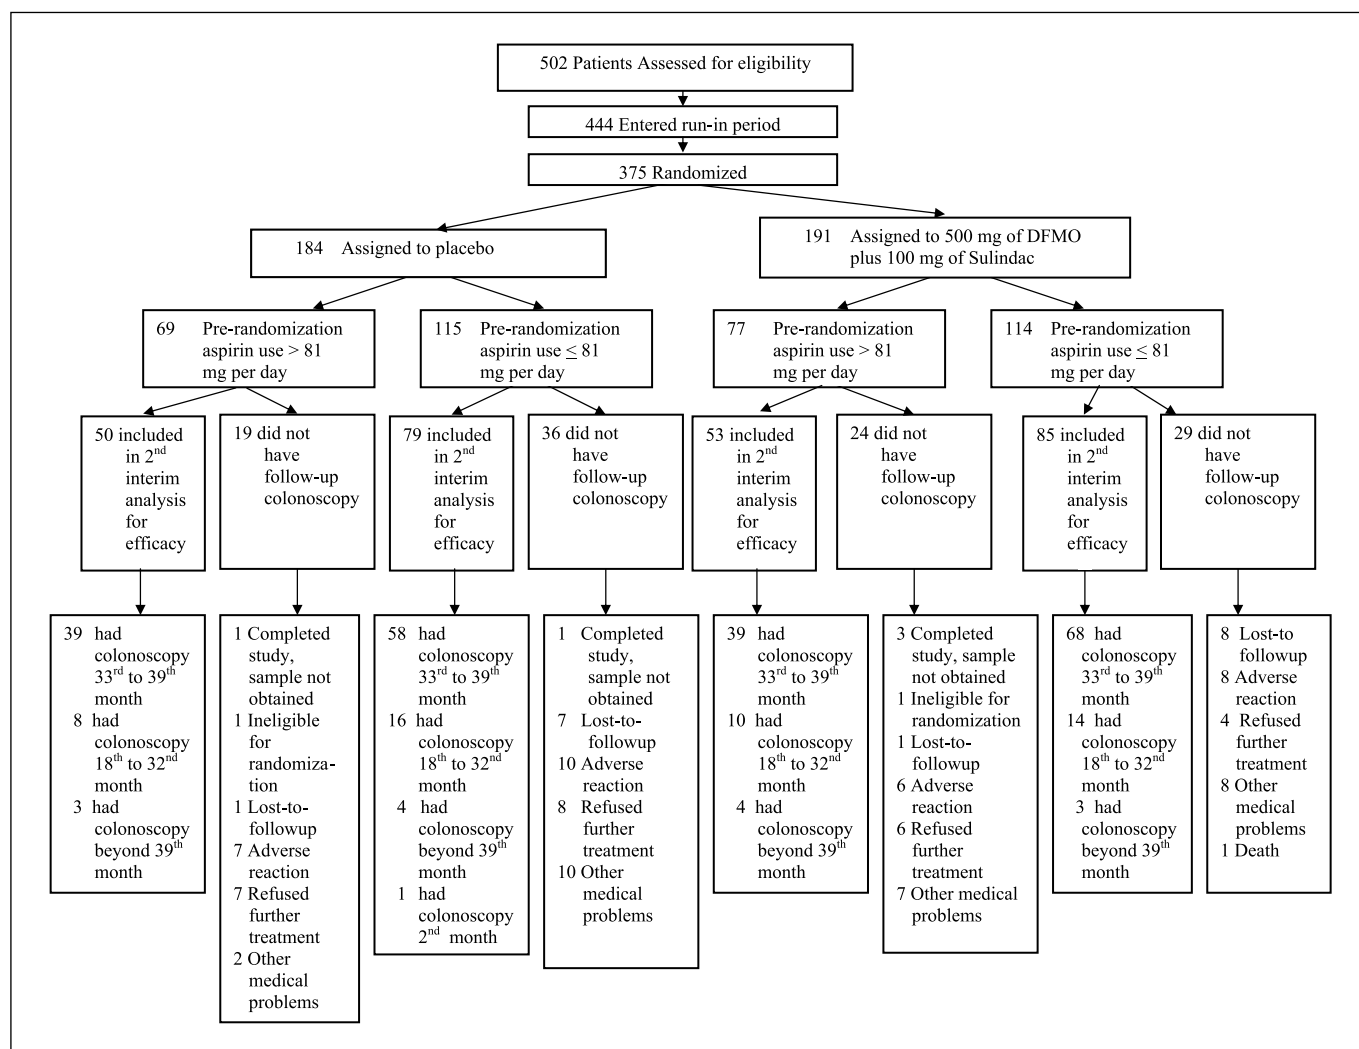 502 Patients Assessed for eligibility
444 Entered run-in period
375 Randomized
184 Assigned to placebo
191 Assigned to 500 mg of DFMO
plus 100 mg of Sulindac
69 Pre-randomization
aspirin use > 81
mg per day
115 Pre-randomization
aspirin use ≤ 81
mg per day
77 Pre-randomization
aspirin use > 81
mg per day
114 Pre-randomization
aspirin use ≤ 81
mg per day
50 included
in 2nd
interim
analysis
for
efficacy
19 did not
have
follow-up
colonoscopy
79 included
in 2nd
interim
analysis
for
efficacy
36 did not
have
follow-up
colonoscopy
53 included
in 2nd
interim
analysis
for
efficacy
24 did not
have
follow-up
colonoscopy
85 included
in 2nd
interim
analysis
for
efficacy
29 did not
have
follow-up
colonoscopy
39 had
colonoscopy
33rd to 39th
month
8 had
colonoscopy
18th to 32nd
month
3 had
colonoscopy
beyond 39th
month
1 Completed
study,
sample not
obtained
1 Ineligible
for
randomiza-
tion
1 Lost-to-
followup
7 Adverse
reaction
7 Refused
further
treatment
2 Other
medical
problems
58 had
colonoscopy
33rd to 39th
month
16 had
colonoscopy
18th to 32nd
month
4 had
colonoscopy
beyond 39th
month
1 had
colonoscopy
2nd month
1 Completed
study, sample
not obtained
7 Lost-to-
followup
10 Adverse
reaction
8 Refused
further
treatment
10 Other
medical
problems
39 had
colonoscopy
33rd to 39th
month
10 had
colonoscopy
18th to 32nd
month
4 had
colonoscopy
beyond 39th
month
3 Completed
study, sample
not obtained
1 Ineligible for
randomization
1 Lost-to-
followup
6 Adverse
reaction
6 Refused
further
treatment
7 Other medical
problems
68 had
colonoscopy
33rd to 39th
month
14 had
colonoscopy
18th to 32nd
month
3 had
colonoscopy
beyond 39th
month
8 Lost-to
followup
8 Adverse
reaction
4 Refused
further
treatment
8 Other
medical
problems
1 Death